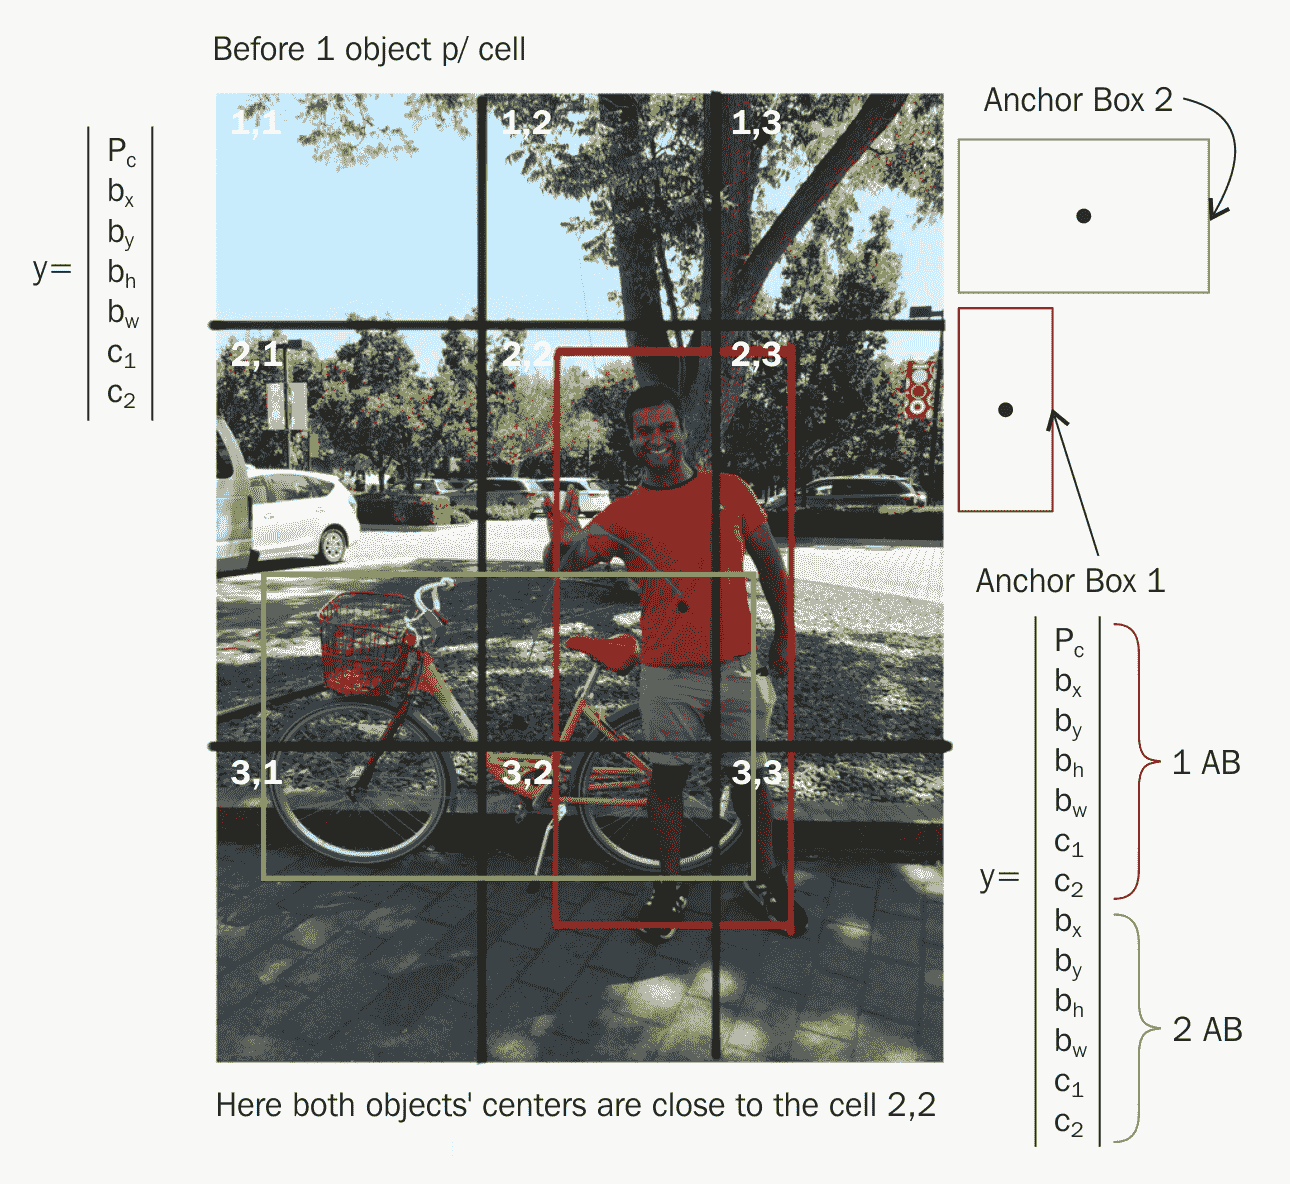 Before 1 object p/ cell
1,1
1,2
1,3
Anchor Box 2
y=
Pc
bx
by
bh
bw
c1
c2
2,1
2,2
2,3
Anchor Box 1
3,1
3,2
3,3
y=
Pc
bx
by
bh
bw
c1
c2
1 AB
bx
by
bh
bw
c1
c2
2 AB
Here both objects' centers are close to the cell 2,2